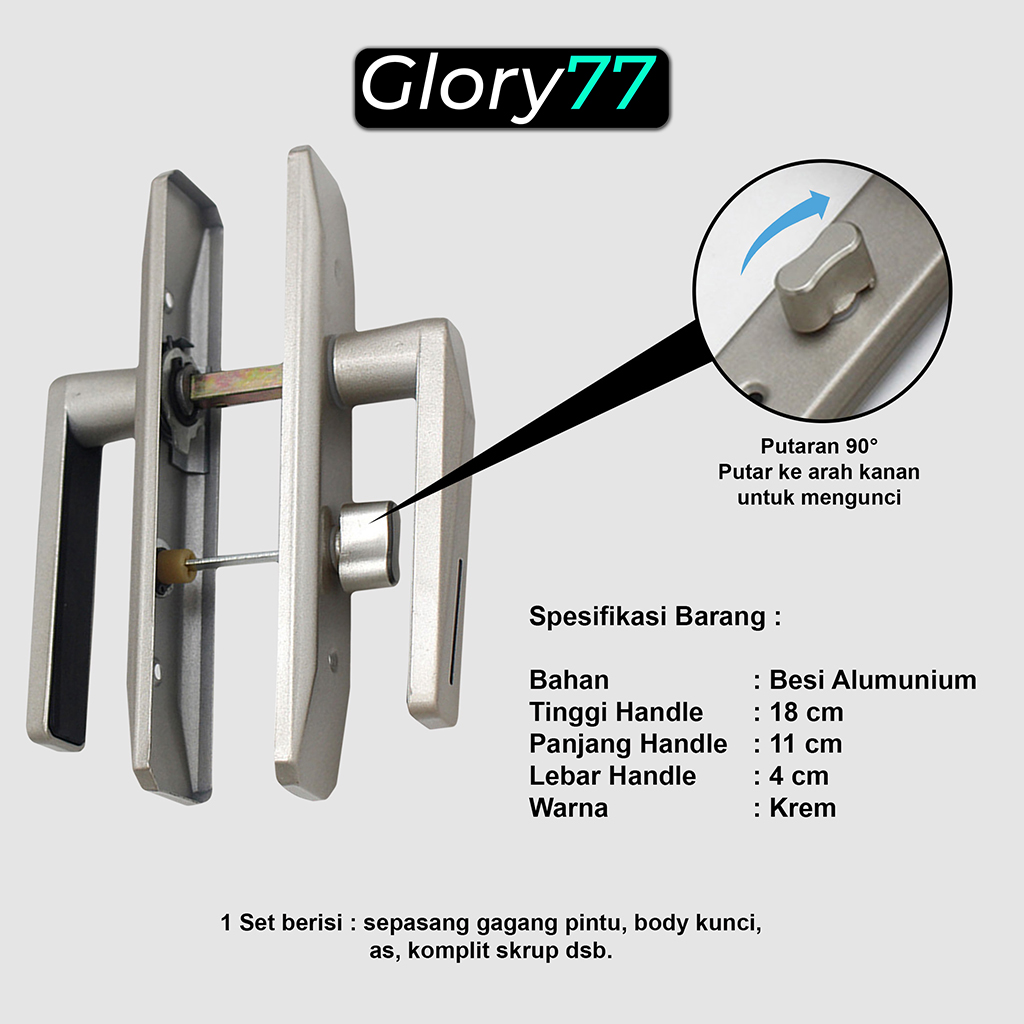 Glory77
Putaran 90°
Putar ke arah kanan
untuk mengunci
Spesifikasi Barang :
Bahan : Besi Alumunium
Tinggi Handle : 18 cm
Panjang Handle : 11 cm
Lebar Handle : 4 cm
Warna : Krem
1 Set berisi : sepasang gagang pintu, body kunci,
as, komplit skrup dsb.